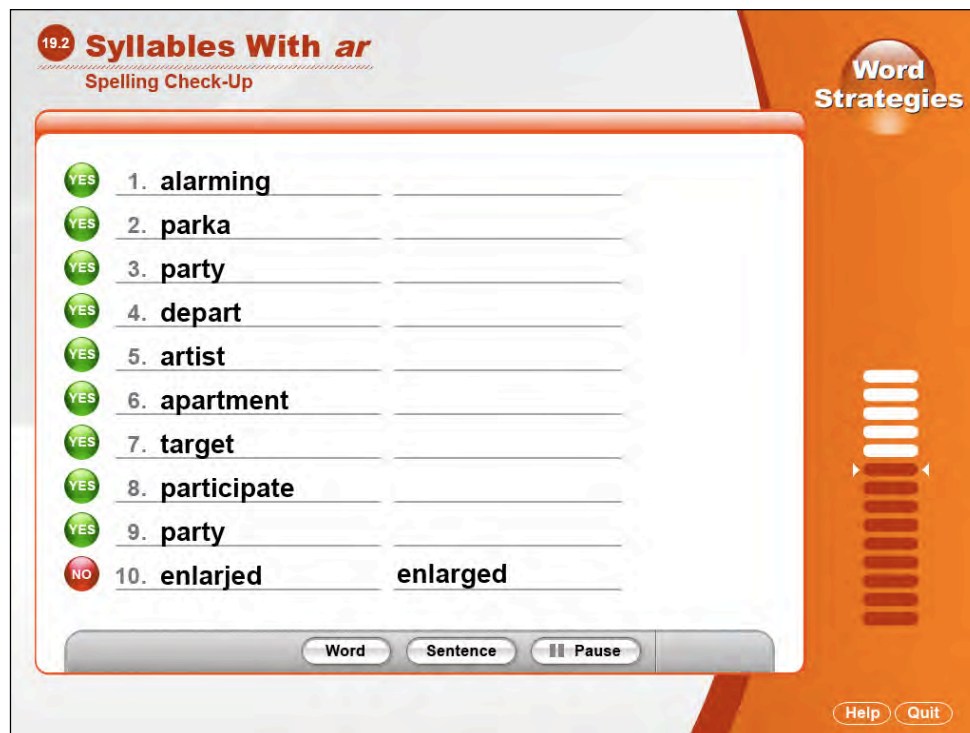 19.2 Syllables With ar
Spelling Check-Up
Word
Strategies
YES 1. alarming
YES 2. parka
YES 3. party
YES 4. depart
YES 5. artist
YES 6. apartment
YES 7. target
YES 8. participate
YES 9. party
NO 10. enlarjed enlarged
Word Sentence Pause
Help Quit